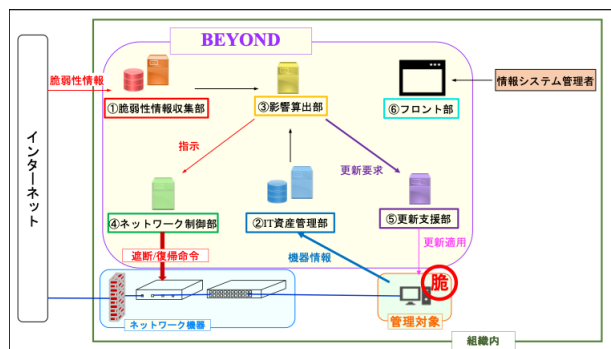 BEYOND
脆弱性情報
①脆弱性情報収集部
③影響算出部
⑥フロント部
情報システム管理者
インターネット
指示
更新要求
④ネットワーク制御部
②IT資産管理部
⑤更新支援部
遮断/復帰命令
機器情報
更新適用
脆
ネットワーク機器
管理対象
組織内